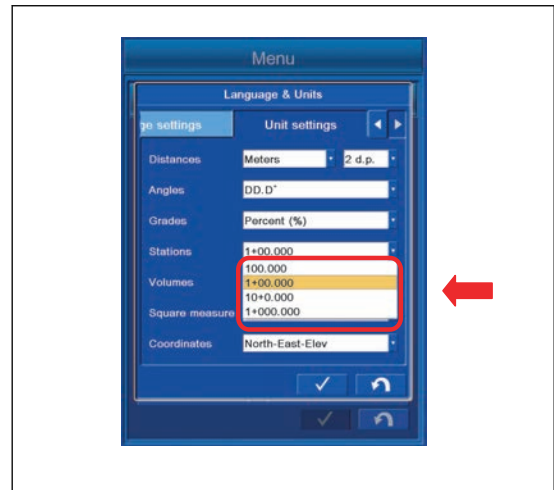 Menu
Language & Units
ge settings Unit settings
Distances Meters 2 d.p.
Angles DD.D°
Grades Percent (%)
Stations 1+00.000
100.000
Volumes 1+00.000
10+0.000
Square measure 1+000.000
Coordinates North-East-Elev